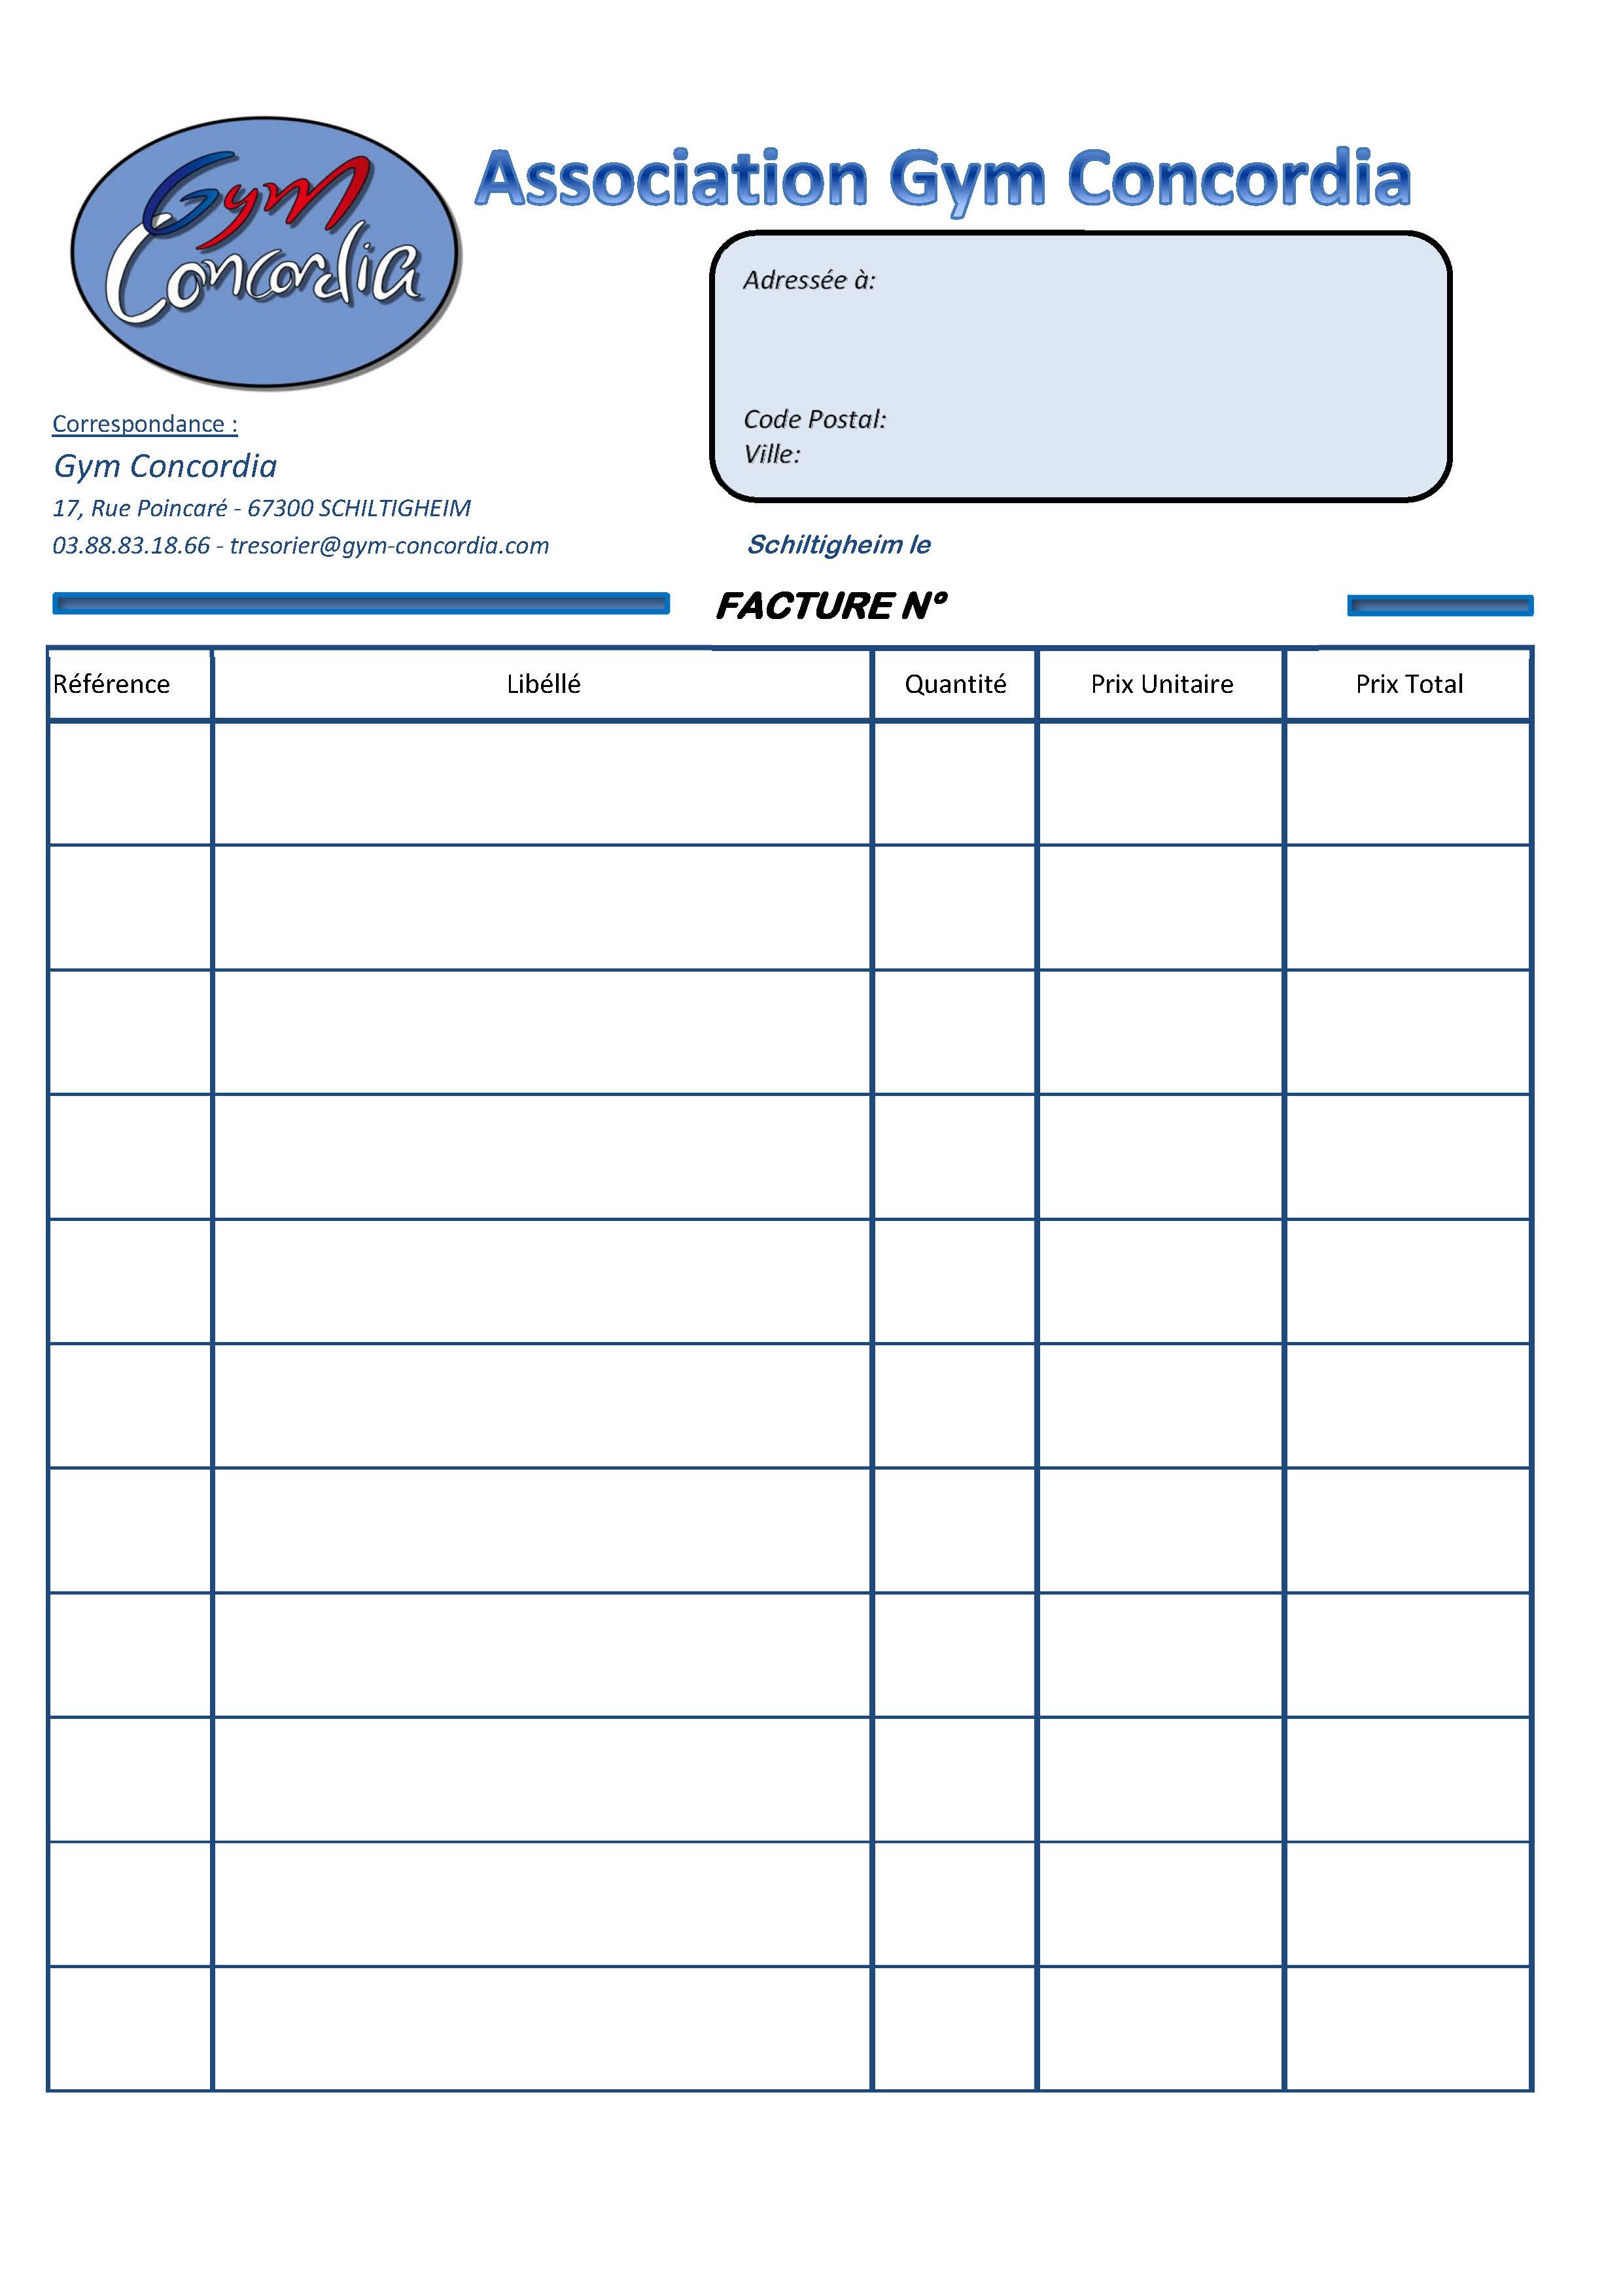 Gym
Concordia
Association Gym Concordia
Adressée à:
Code Postal:
Ville:
Correspondance :
Gym Concordia
17, Rue Poincaré - 67300 SCHILTIGHEIM
03.88.83.18.66 - tresorier@gym-concordia.com
Schiltigheim le
FACTURE N°
Référence Libéllé Quantité Prix Unitaire Prix Total